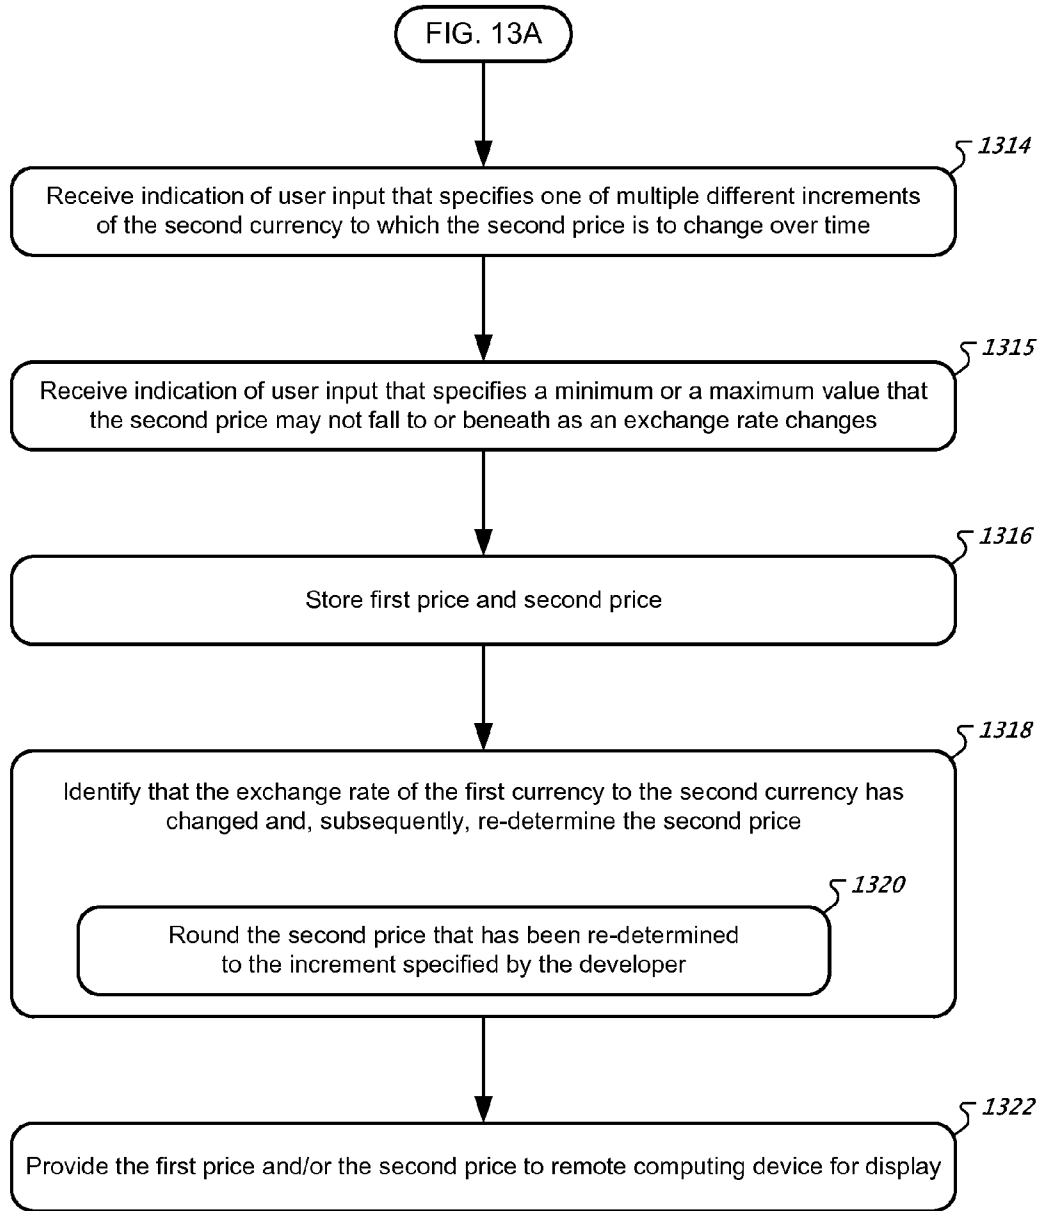 FIG. 13A
1314
Receive indication of user input that specifies one of multiple different increments
of the second currency to which the second price is to change over time
1315
Receive indication of user input that specifies a minimum or a maximum value that
the second price may not fall to or beneath as an exchange rate changes
1316
Store first price and second price
1318
Identify that the exchange rate of the first currency to the second currency has
changed and, subsequently, re-determine the second price
1320
Round the second price that has been re-determined
to the increment specified by the developer
1322
Provide the first price and/or the second price to remote computing device for display